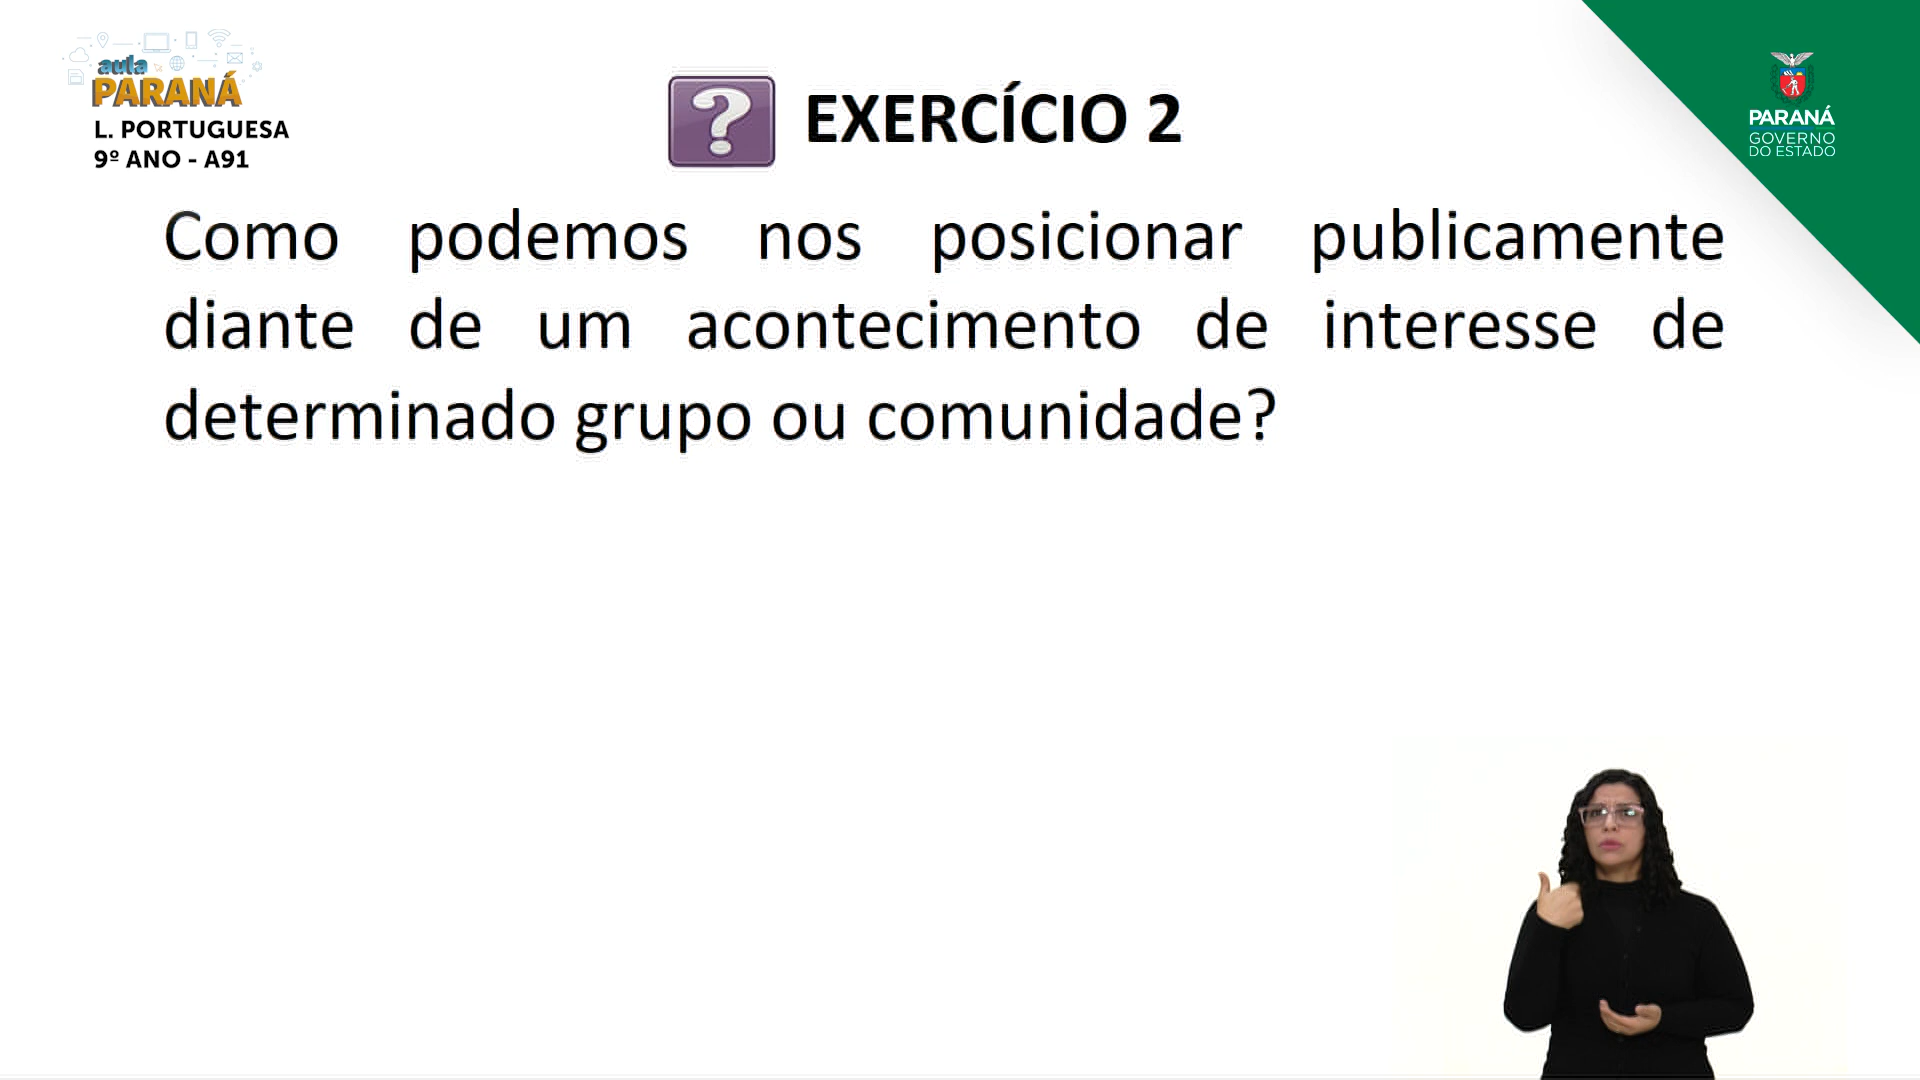 aula
PARANÁ
L. PORTUGUESA
9º ANO - A91
? EXERCÍCIO 2
PARANÁ
GOVERNO
DO ESTADO
Como podemos nos posicionar publicamente
diante de um acontecimento de interesse de
determinado grupo ou comunidade?